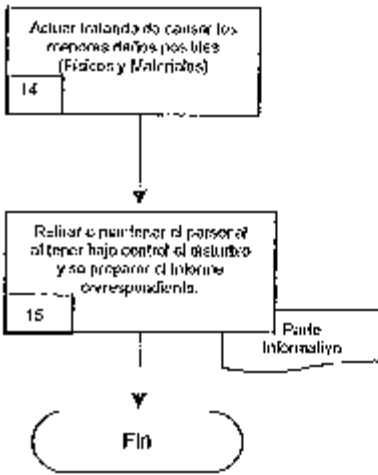 Actuar tratando de causar los
menores daños posibles
(Físicos y Materiales)
14
Retirar o mantener el personal
al tener bajo control el disturbio
y se preparar el informe
correspondiente.
15
Parte
Informativo
Fin